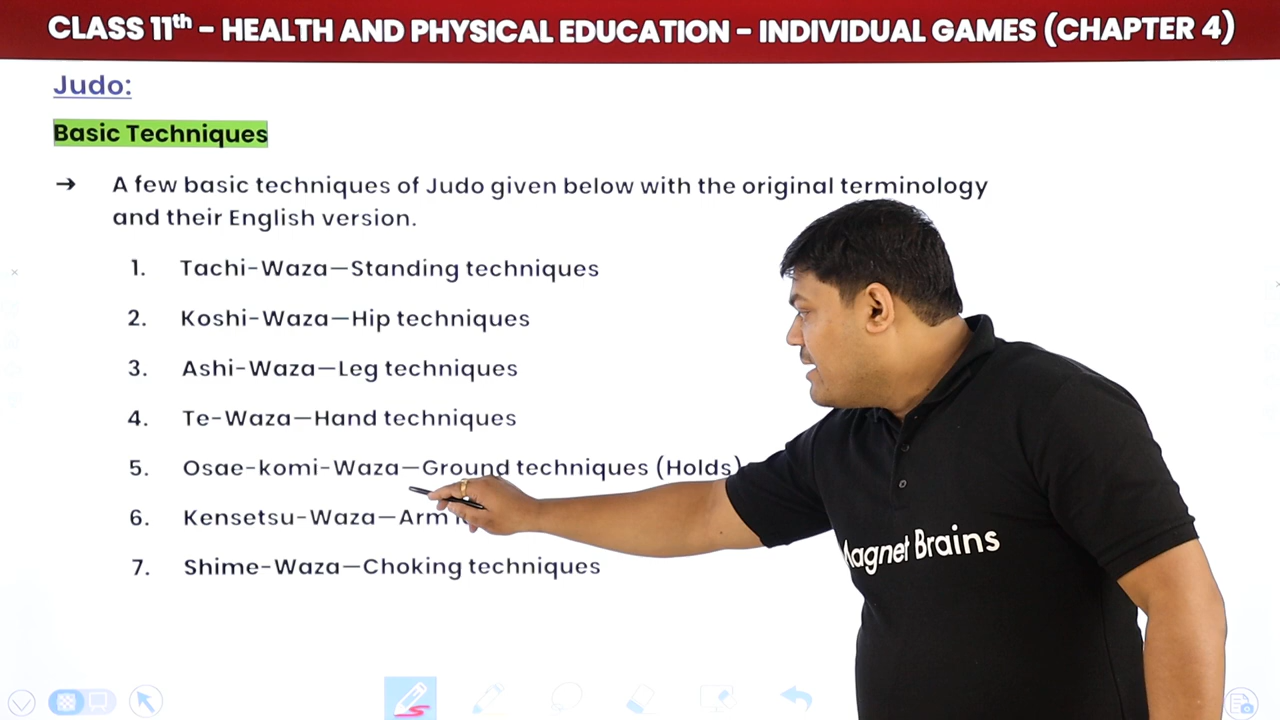 CLASS 11th – HEALTH AND PHYSICAL EDUCATION – INDIVIDUAL GAMES (CHAPTER 4)
Judo:
Basic Techniques
→ A few basic techniques of Judo given below with the original terminology
and their English version.
1. Tachi-Waza—Standing techniques
2. Koshi-Waza—Hip techniques
3. Ashi-Waza—Leg techniques
4. Te-Waza—Hand techniques
5. Osae-komi-Waza—Ground techniques (Holds)
6. Kensetsu-Waza—Arm
7. Shime-Waza—Choking techniques
Magnet Brains